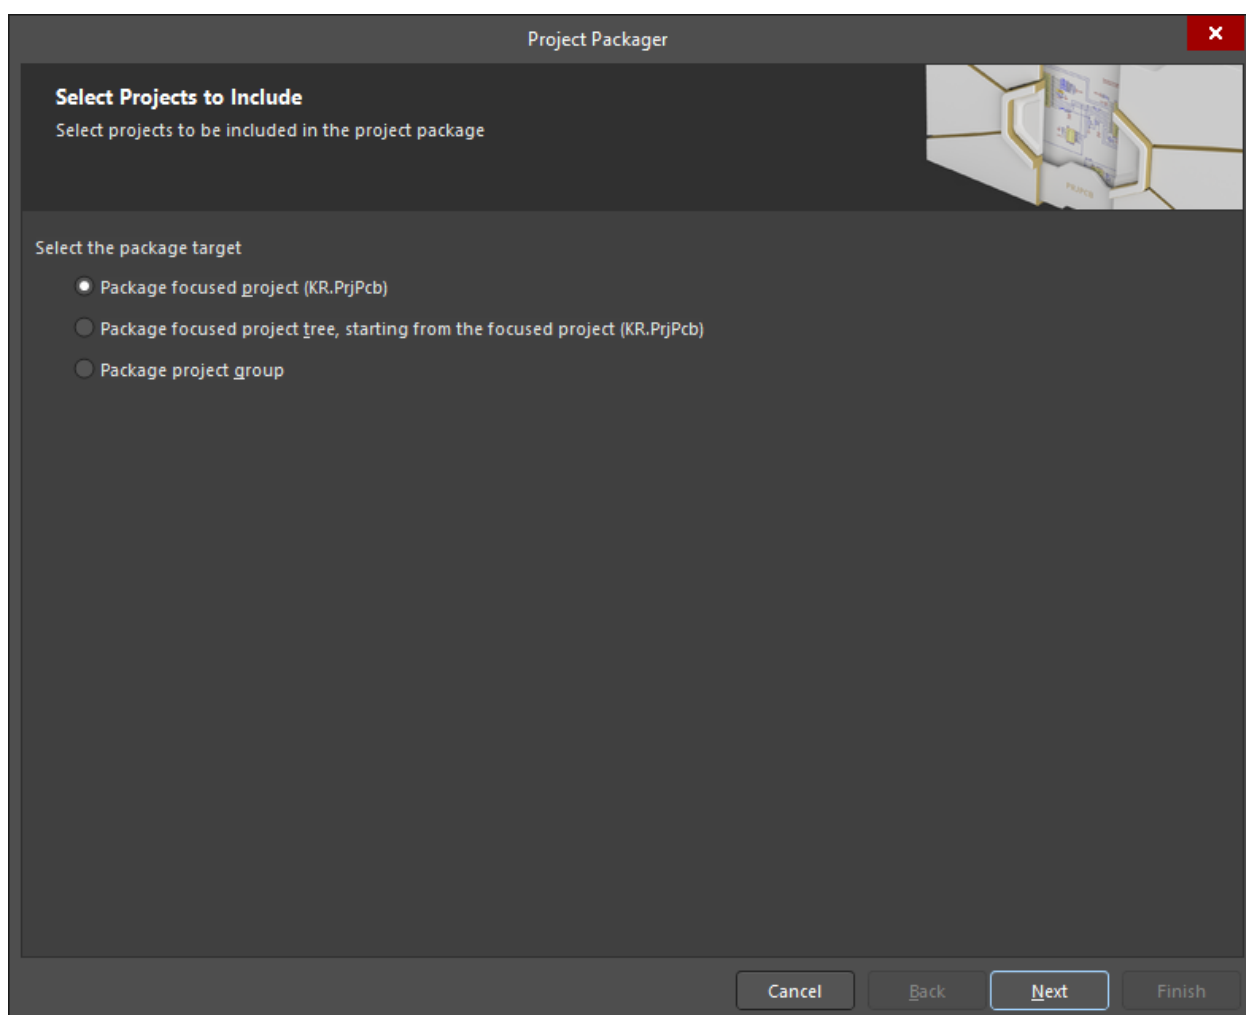 Project Packager
Select Projects to Include
Select projects to be included in the project package
PRJPCB
Select the package target
Package focused project (KR.PrjPcb)
Package focused project tree, starting from the focused project (KR.PrjPcb)
Package project group
Cancel
Back
Next
Finish